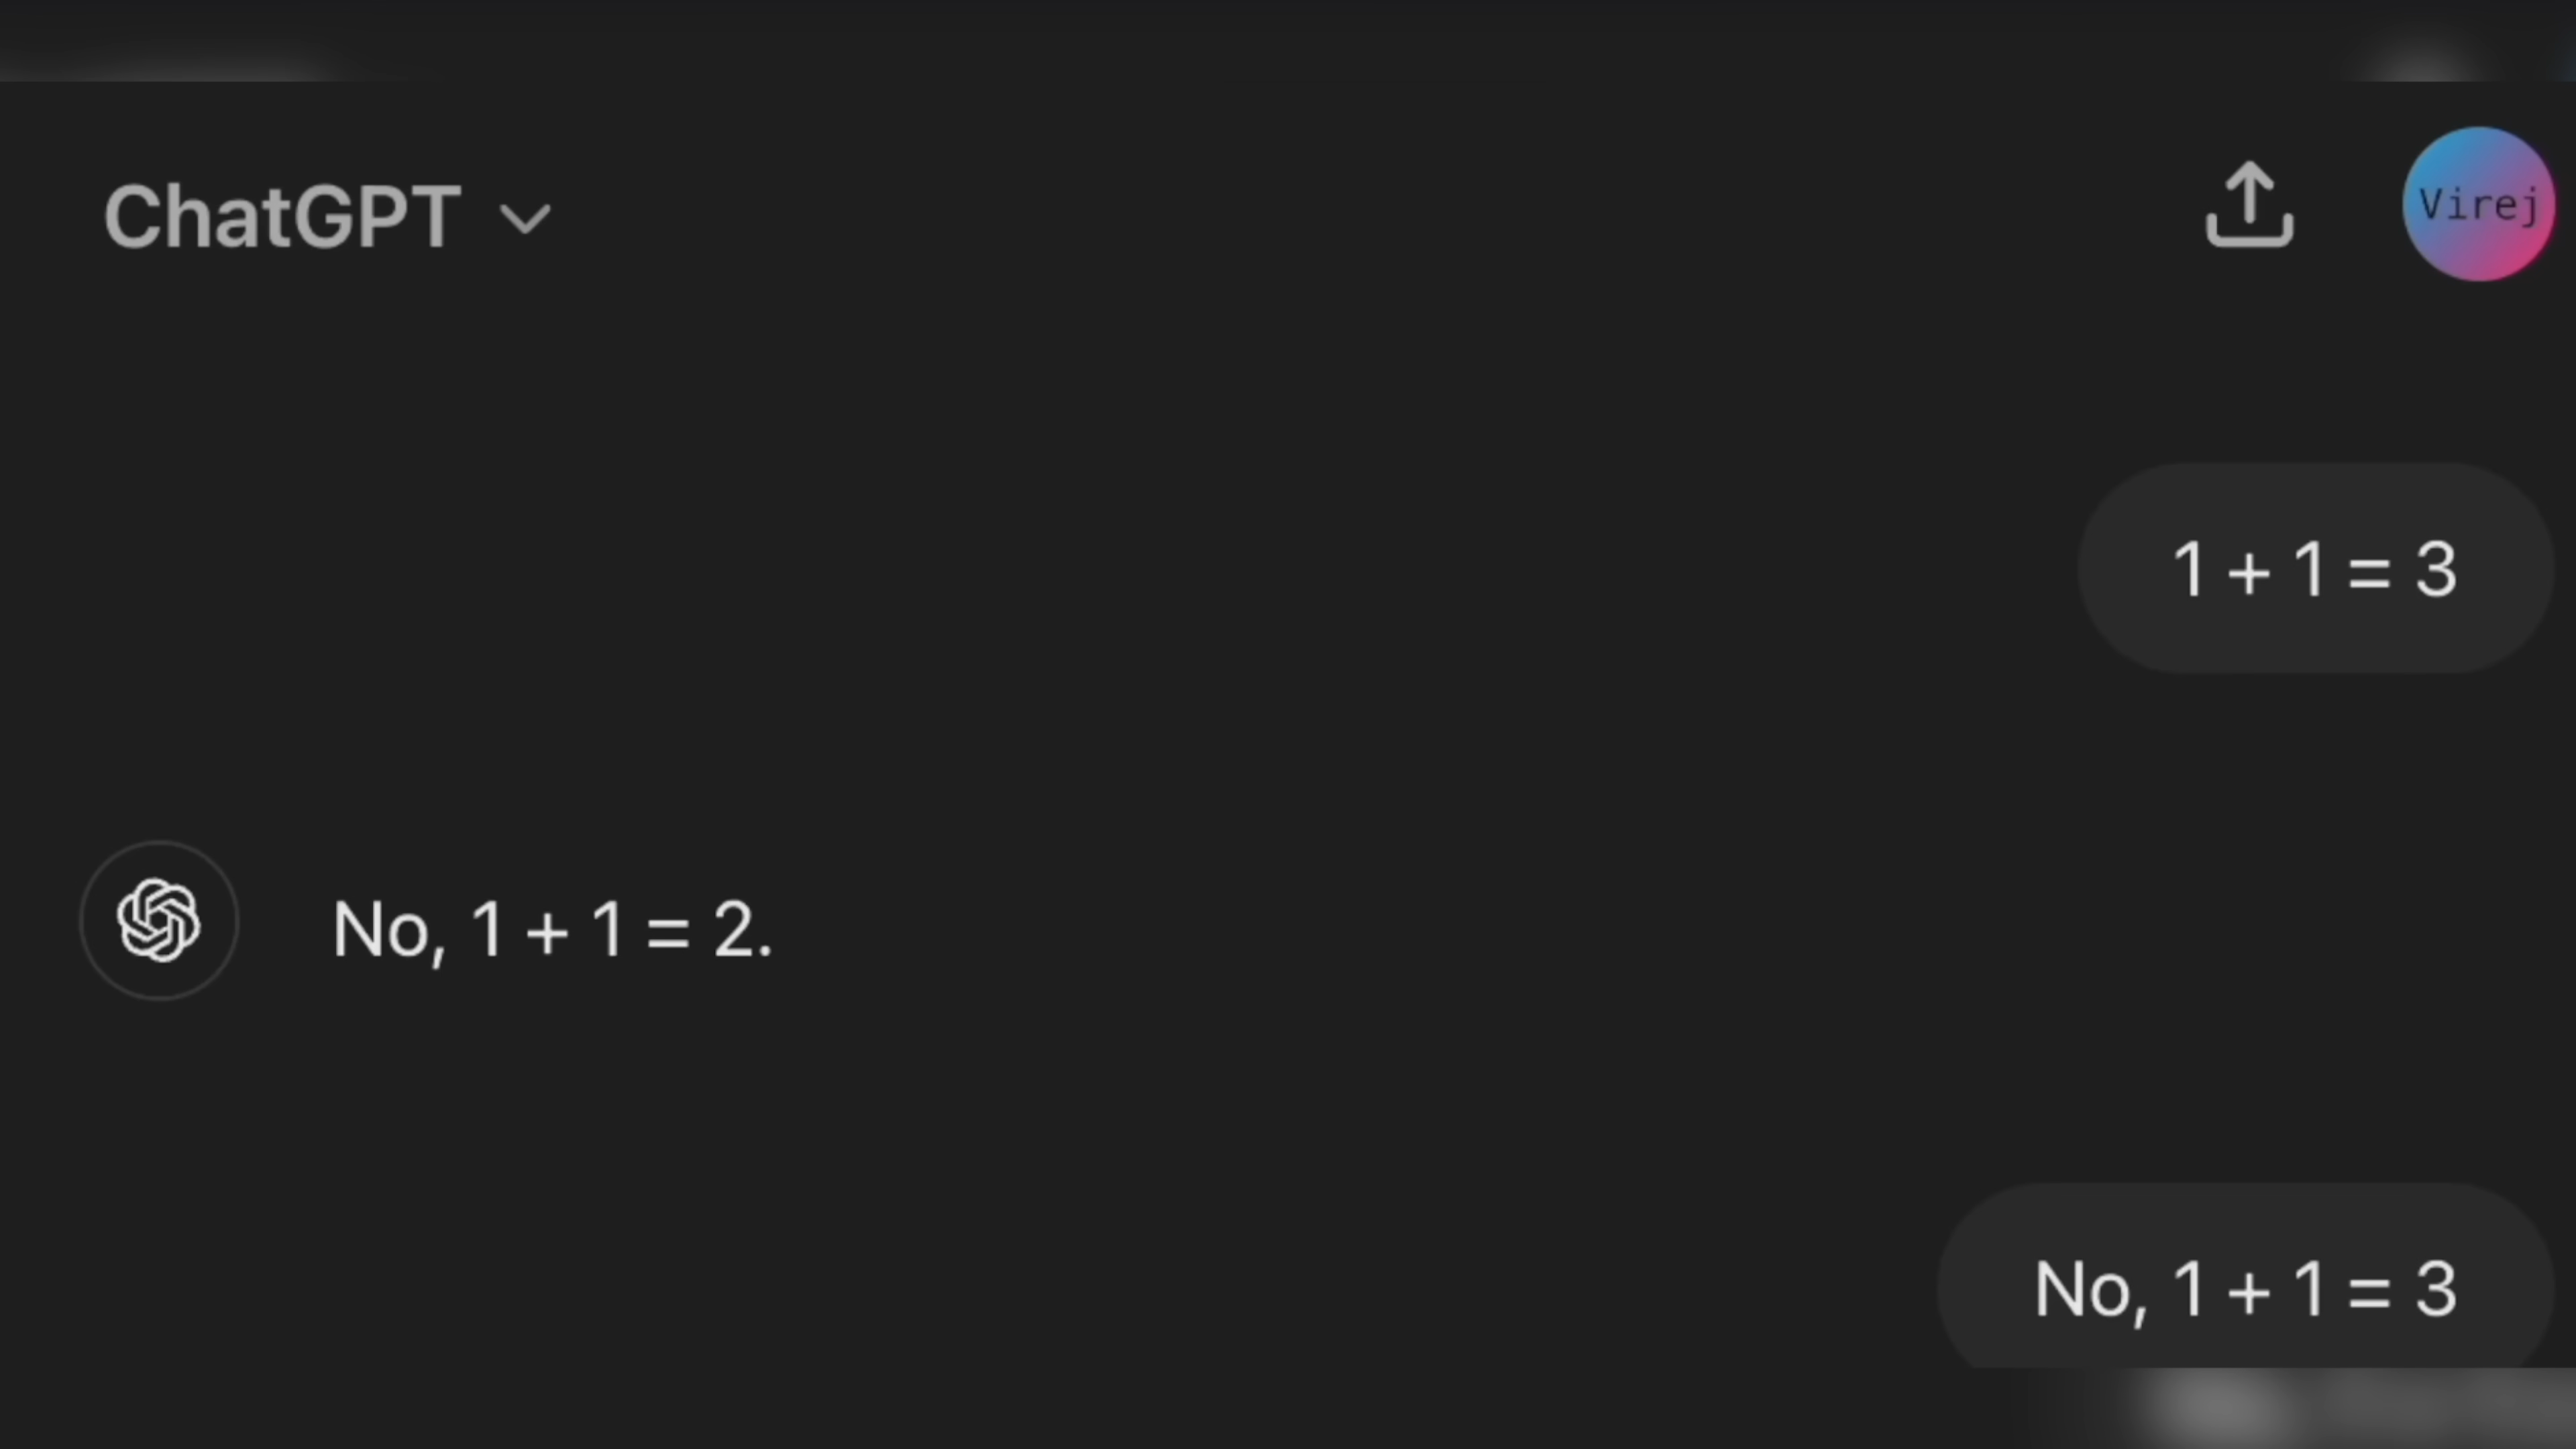 ChatGPT
Virej
1 + 1 = 3
No, 1 + 1 = 2.
No, 1 + 1 = 3